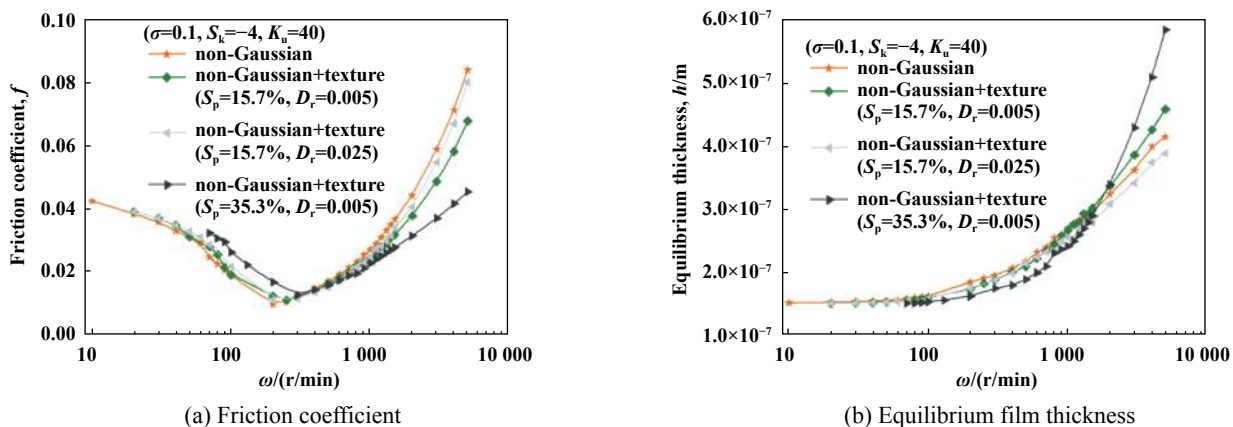 0.10
0.08
0.06
0.04
0.02
0.00
Friction coefficient, f
(σ=0.1, Sk=−4, Ku=40)
non-Gaussian
non-Gaussian+texture
(Sp=15.7%, Dr=0.005)
non-Gaussian+texture
(Sp=15.7%, Dr=0.025)
non-Gaussian+texture
(Sp=35.3%, Dr=0.005)
10 100 1 000 10 000
ω/(r/min)
(a) Friction coefficient
6.0×10⁻⁷
5.0×10⁻⁷
4.0×10⁻⁷
3.0×10⁻⁷
2.0×10⁻⁷
1.0×10⁻⁷
Equilibrium film thickness, h/m
(σ=0.1, Sk=−4, Ku=40)
non-Gaussian
non-Gaussian+texture
(Sp=15.7%, Dr=0.005)
non-Gaussian+texture
(Sp=15.7%, Dr=0.025)
non-Gaussian+texture
(Sp=35.3%, Dr=0.005)
10 100 1 000 10 000
ω/(r/min)
(b) Equilibrium film thickness